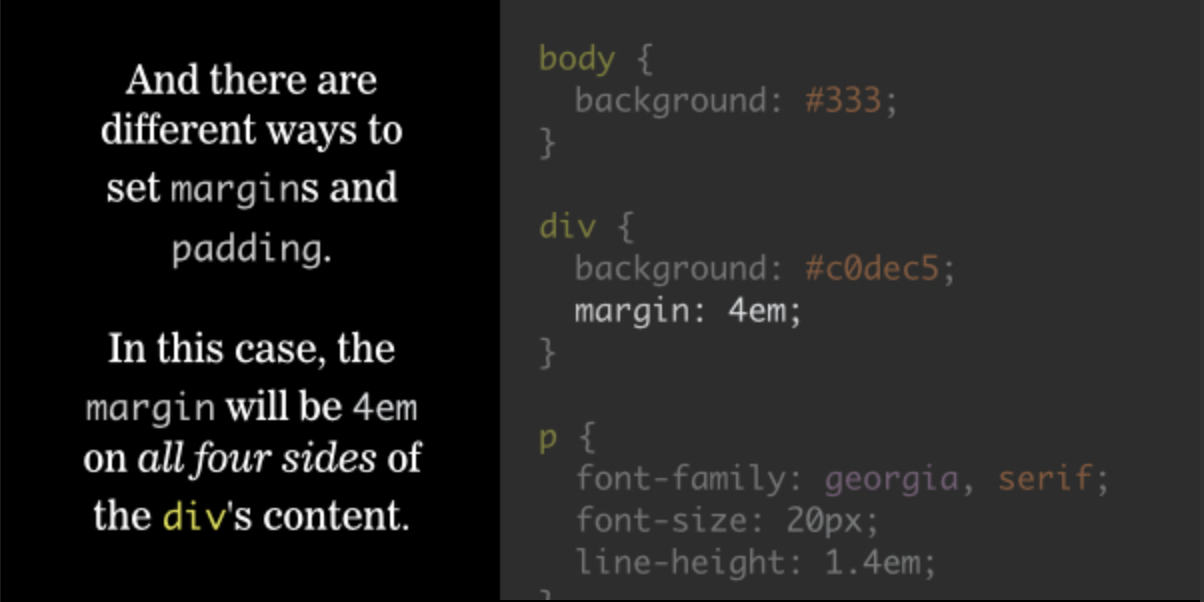 And there are
different ways to
set margins and
padding.
In this case, the
margin will be 4em
on all four sides of
the div's content.
body {
background: #333;
}
div {
background: #c0dec5;
margin: 4em;
}
p {
font-family: georgia, serif;
font-size: 20px;
line-height: 1.4em;
}